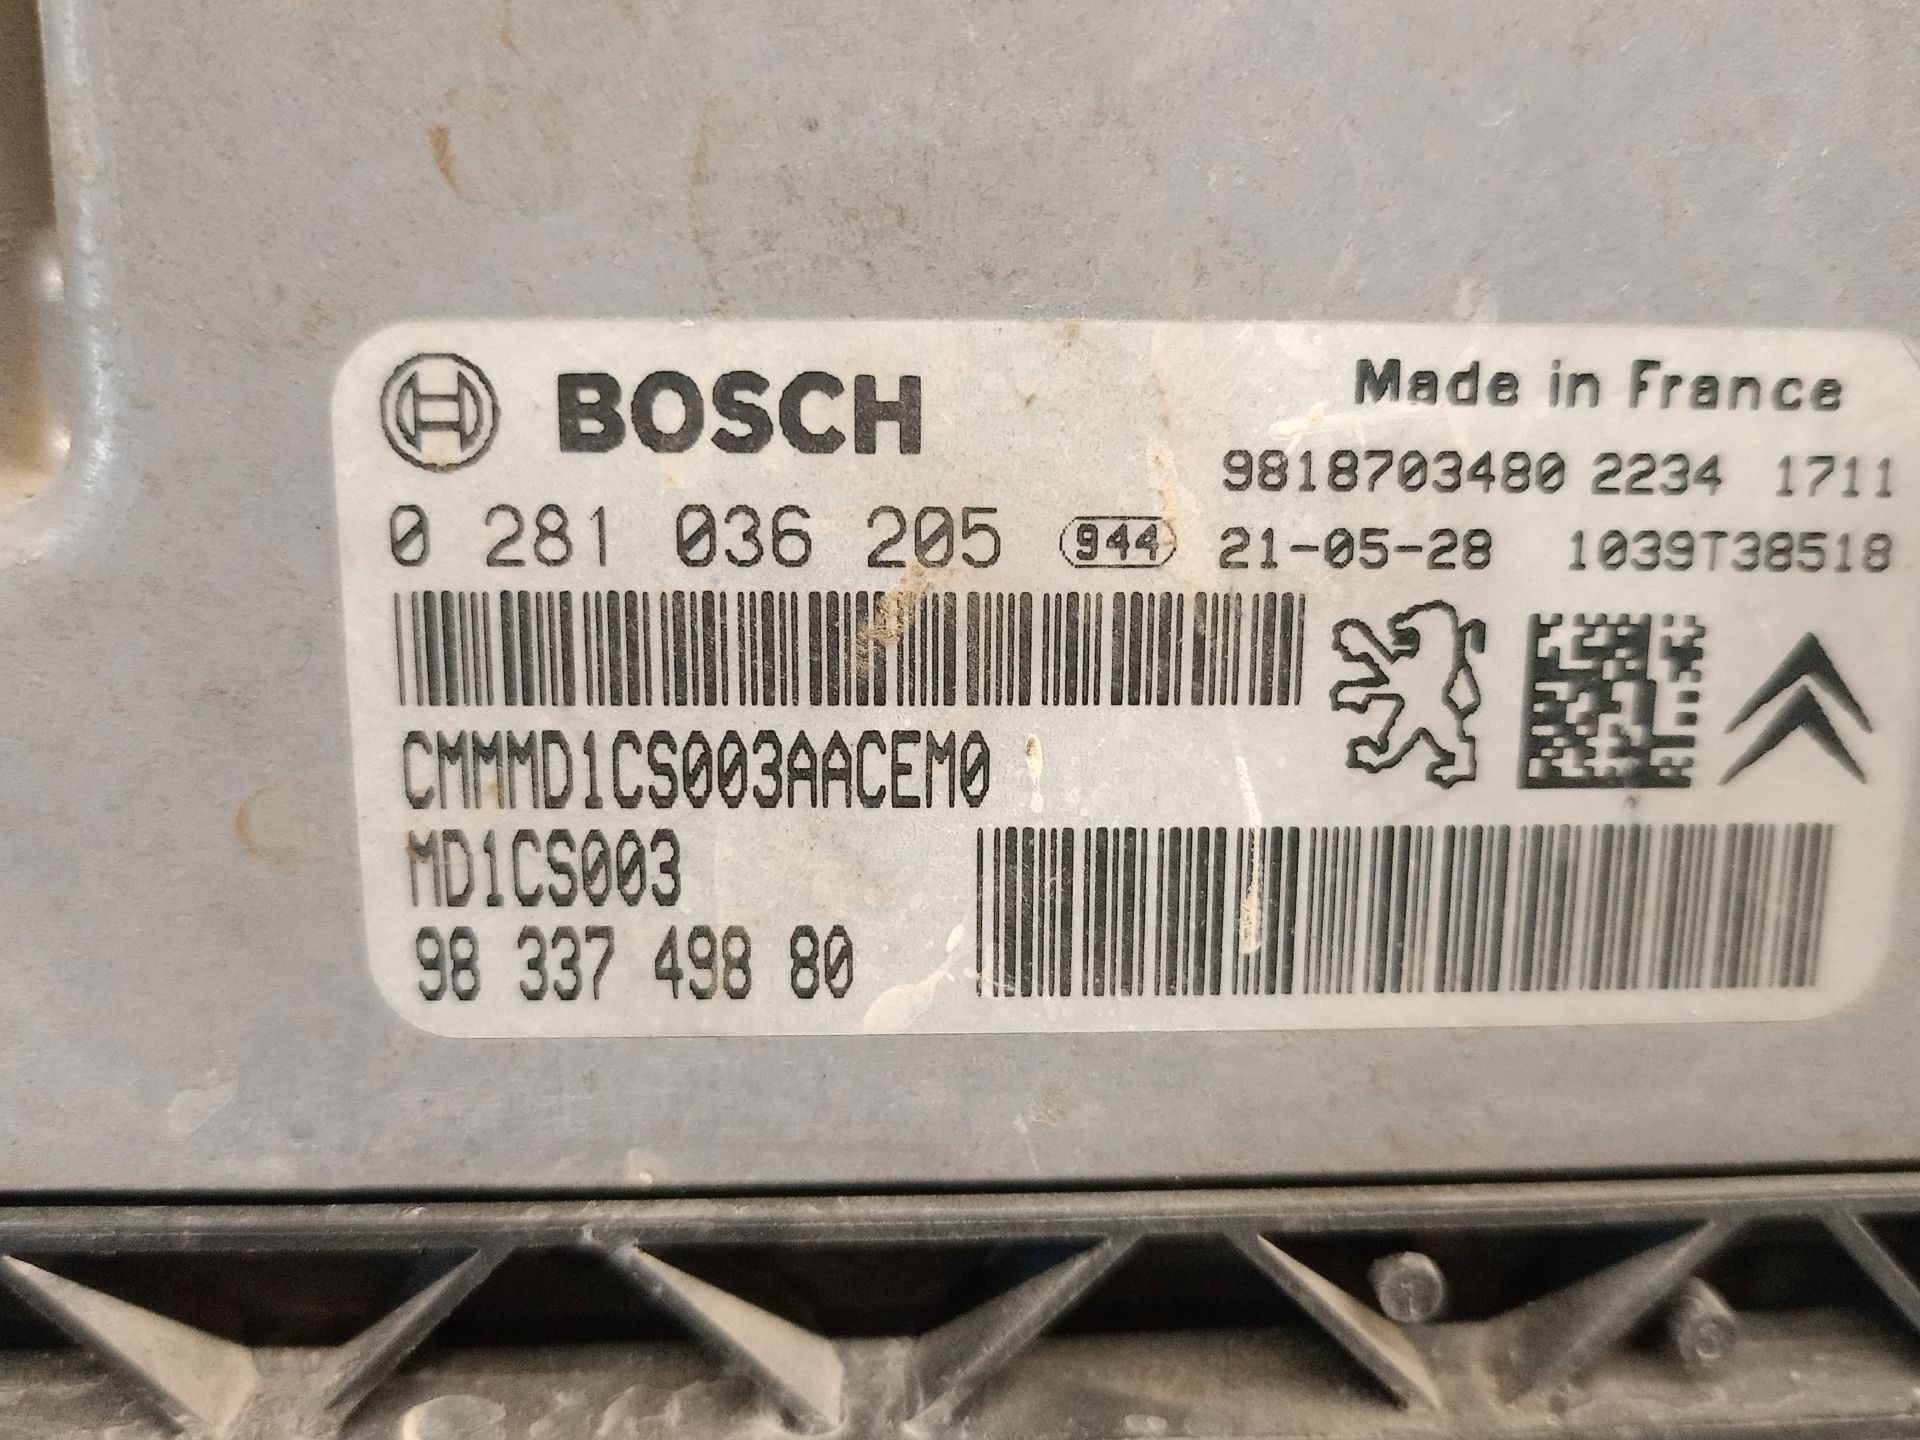 BOSCH
Made in France
9818703480 2234 1711
0 281 036 205 944 21-05-28 1039T38518
CMMMD1CS003AACEM0
MD1CS003
98 337 498 80